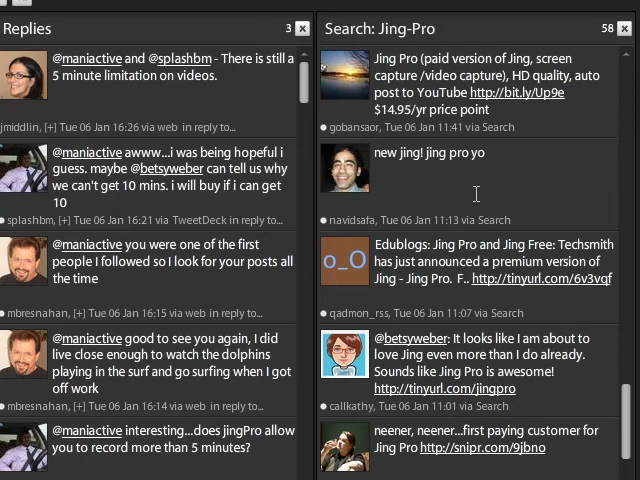 Replies
3
@maniactive and @splashbm - There is still a
5 minute limitation on videos.
jmiddlin, [+] Tue 06 Jan 16:26 via web in reply to...
@maniactive awww...i was being hopeful i
guess. maybe @betsyweber can tell us why
we can't get 10 mins. i will buy if i can get
10
splashbm, [+] Tue 06 Jan 16:21 via TweetDeck in reply to...
@maniactive you were one of the first
people I followed so I look for your posts all
the time
mbresnahan, [+] Tue 06 Jan 16:15 via web in reply to...
@maniactive good to see you again, I did
live close enough to watch the dolphins
playing in the surf and go surfing when I got
off work
mbresnahan, [+] Tue 06 Jan 16:14 via web in reply to...
@maniactive interesting...does jingPro allow
you to record more than 5 minutes?
Search: Jing-Pro
58
Jing Pro (paid version of Jing, screen
capture /video capture), HD quality, auto
post to YouTube http://bit.ly/Up9e
$14.95/yr price point
gobansaor, Tue 06 Jan 11:41 via Search
new jing! jing pro yo
navidsafa, Tue 06 Jan 11:13 via Search
Edublogs: Jing Pro and Jing Free: Techsmith
has just announced a premium version of
Jing - Jing Pro. F.. http://tinyurl.com/6v3vqf
o_O
qadmon_rss, Tue 06 Jan 11:07 via Search
@betsyweber: It looks like I am about to
love Jing even more than I do already.
Sounds like Jing Pro is awesome!
http://tinyurl.com/jingpro
callkathy, Tue 06 Jan 11:01 via Search
neener, neener...first paying customer for
Jing Pro http://snipr.com/9jbno